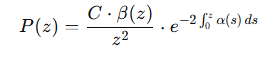 P(z) = \frac{C \cdot \beta(z)}{z^2} \cdot e^{-2 \int_0^z \alpha(s)\, ds}